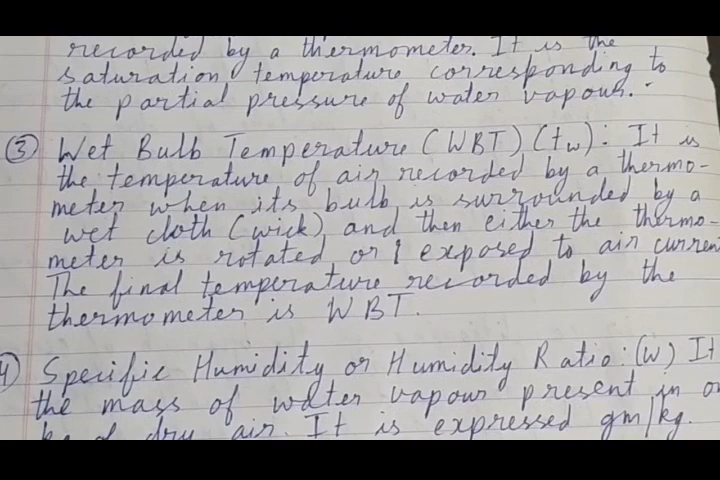 recorded by a thermometer. It is the
saturation temperature corresponding to
the partial pressure of water vapour.
③ Wet Bulb Temperature (WBT) (tw): It is
the temperature of air recorded by a thermo-
meter when its bulb is surrounded by a
wet cloth (wick) and then either the thermo-
meter is rotated or exposed to air current
The final temperature recorded by the
thermometer is WBT.
4) Specific Humidity or Humidity Ratio: (W) It
the mass of water vapour present in
kg of dry air. It is expressed gm/kg.